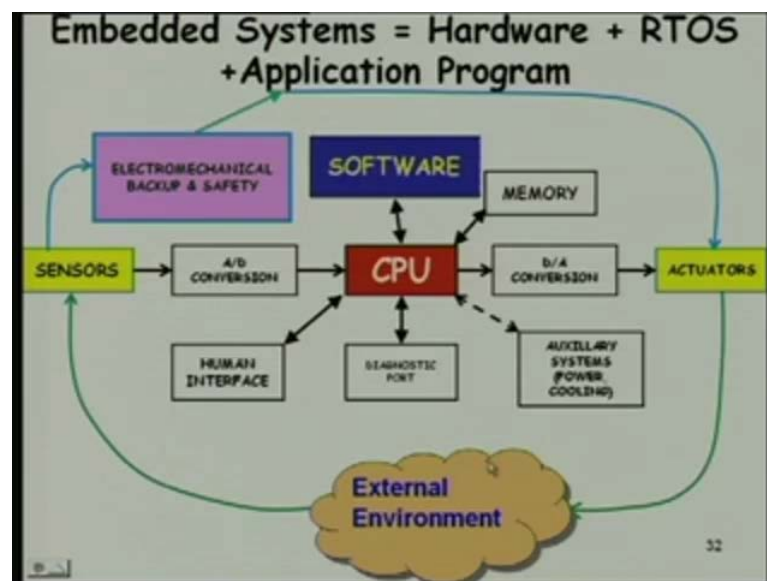 Embedded Systems = Hardware + RTOS
+Application Program
ELECTROMECHANICAL
BACKUP & SAFETY
SOFTWARE
MEMORY
SENSORS
A/D
CONVERSION
CPU
D/A
CONVERSION
ACTUATORS
HUMAN
INTERFACE
DIAGNOSTIC
PORT
AUXILLARY
SYSTEMS
(POWER,
COOLING)
External
Environment
32